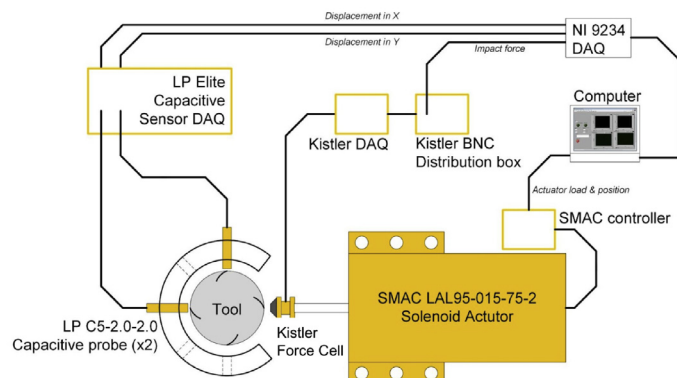 Displacement in X
Displacement in Y
Impact force
NI 9234
DAQ
LP Elite
Capacitive
Sensor DAQ
Computer
Kistler DAQ
Kistler BNC
Distribution box
Actuator load & position
SMAC controller
SMAC LAL95-015-75-2
Solenoid Actutor
Tool
LP C5-2.0-2.0
Capacitive probe (x2)
Kistler
Force Cell